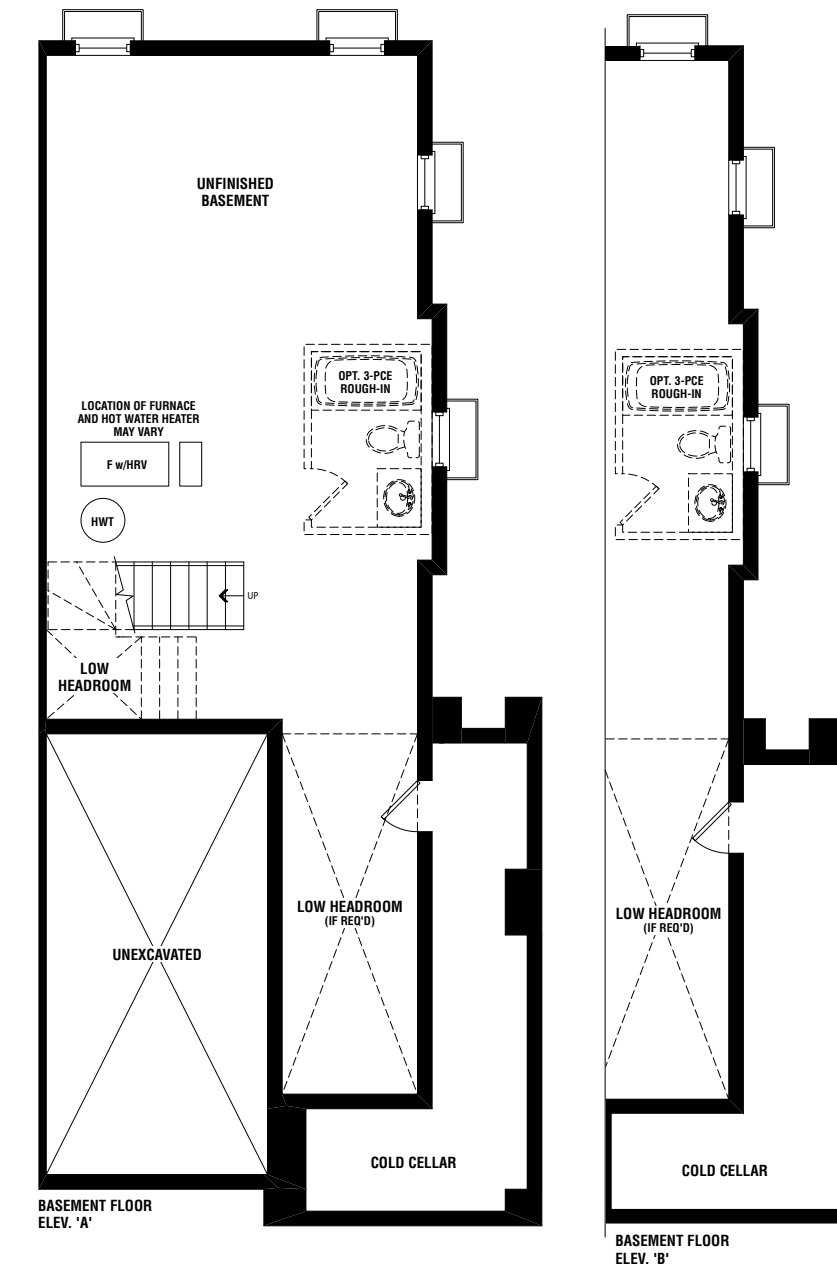 UNFINISHED
BASEMENT
OPT. 3-PCE
ROUGH-IN
LOCATION OF FURNACE
AND HOT WATER HEATER
MAY VARY
F w/HRV
HWT
UP
LOW
HEADROOM
LOW HEADROOM
(IF REQ'D)
UNEXCAVATED
COLD CELLAR
BASEMENT FLOOR
ELEV. 'A'
OPT. 3-PCE
ROUGH-IN
LOW HEADROOM
(IF REQ'D)
COLD CELLAR
BASEMENT FLOOR
ELEV. 'B'